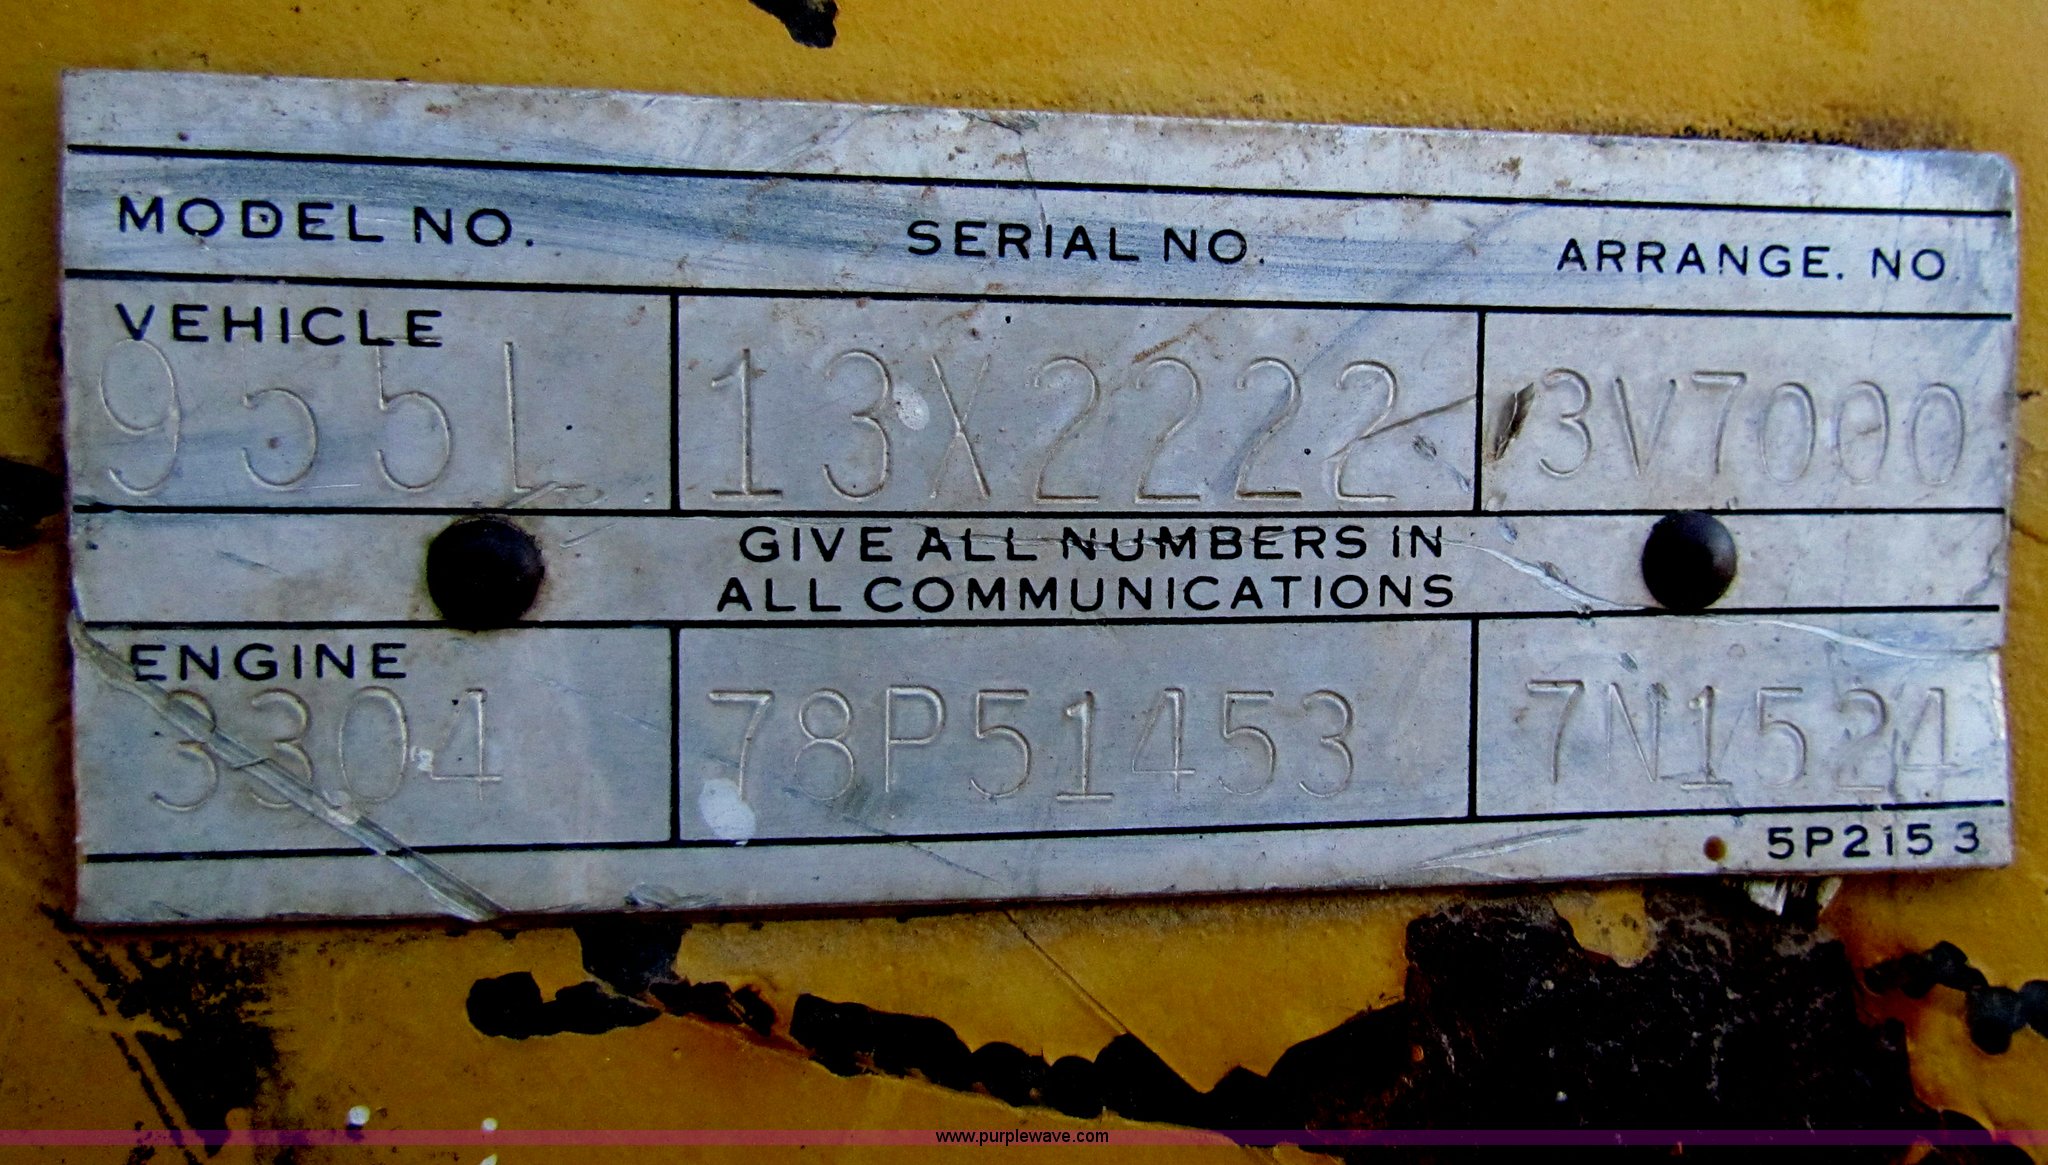 MODEL NO. SERIAL NO. ARRANGE. NO.
VEHICLE
955L 13X2222 3V7000
GIVE ALL NUMBERS IN
ALL COMMUNICATIONS
ENGINE
3304 78P51453 7N1524
5P2153
www.purplewave.com